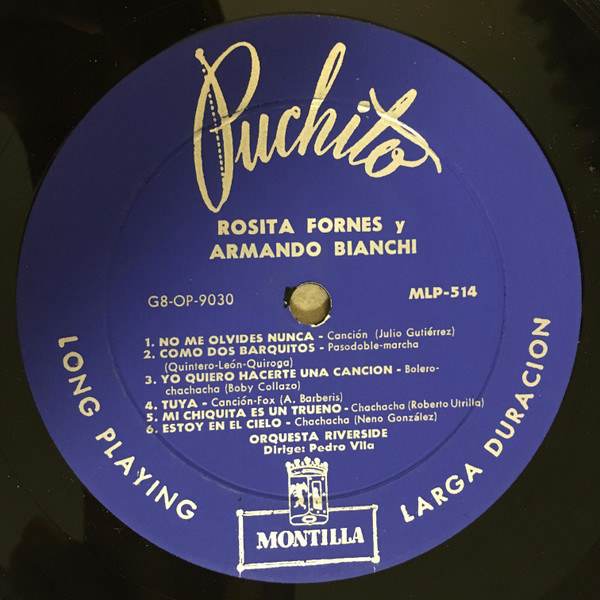 Puchito
ROSITA FORNES y
ARMANDO BIANCHI
G8-OP-9030
MLP-514
1. NO ME OLVIDES NUNCA - Canción (Julio Gutiérrez)
2. COMO DOS BARQUITOS - Pasodoble-marcha
(Quintero-León-Quiroga)
3. YO QUIERO HACERTE UNA CANCION - Bolero-
chachacha (Boby Collazo)
4. TUYA - Canción-Fox (A. Barberis)
5. MI CHIQUITA ES UN TRUENO - Chachacha (Roberto Utrilla)
6. ESTOY EN EL CIELO - Chachacha (Neno González)
ORQUESTA RIVERSIDE
Dirige: Pedro Vila
LONG PLAYING
LARGA DURACION
MONTILLA